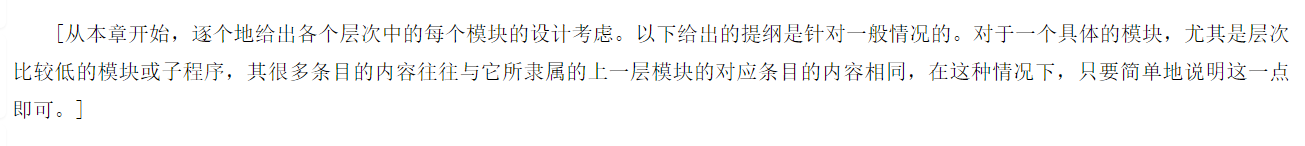 [从本章开始，逐个地给出各个层次中的每个模块的设计考虑。以下给出的提纲是针对一般情况的。对于一个具体的模块，尤其是层次
比较低的模块或子程序，其很多条目的内容往往与它所隶属的上一层模块的对应条目的内容相同，在这种情况下，只要简单地说明这一点
即可。]